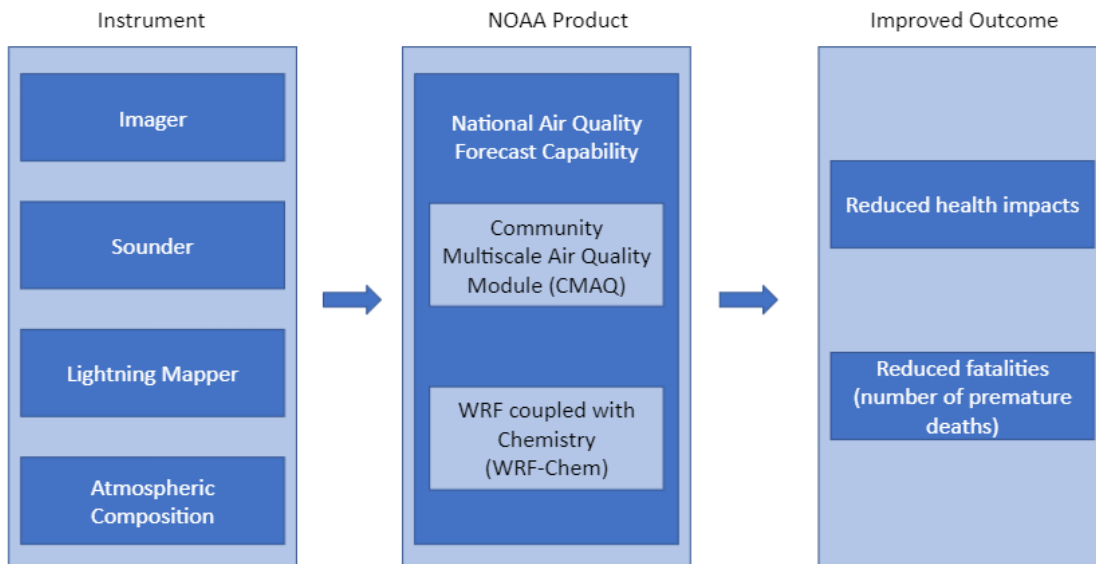 Instrument
NOAA Product
Improved Outcome
Imager
Sounder
Lightning Mapper
Atmospheric
Composition
National Air Quality
Forecast Capability
Community
Multiscale Air Quality
Module (CMAQ)
WRF coupled with
Chemistry
(WRF-Chem)
Reduced health impacts
Reduced fatalities
(number of premature
deaths)